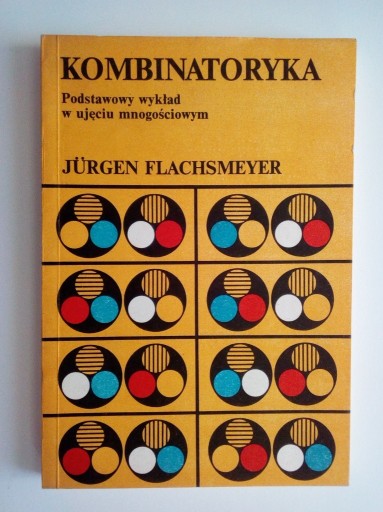 KOMBINATORYKA
Podstawowy wykład
w ujęciu mnogościowym
JÜRGEN FLACHSMEYER